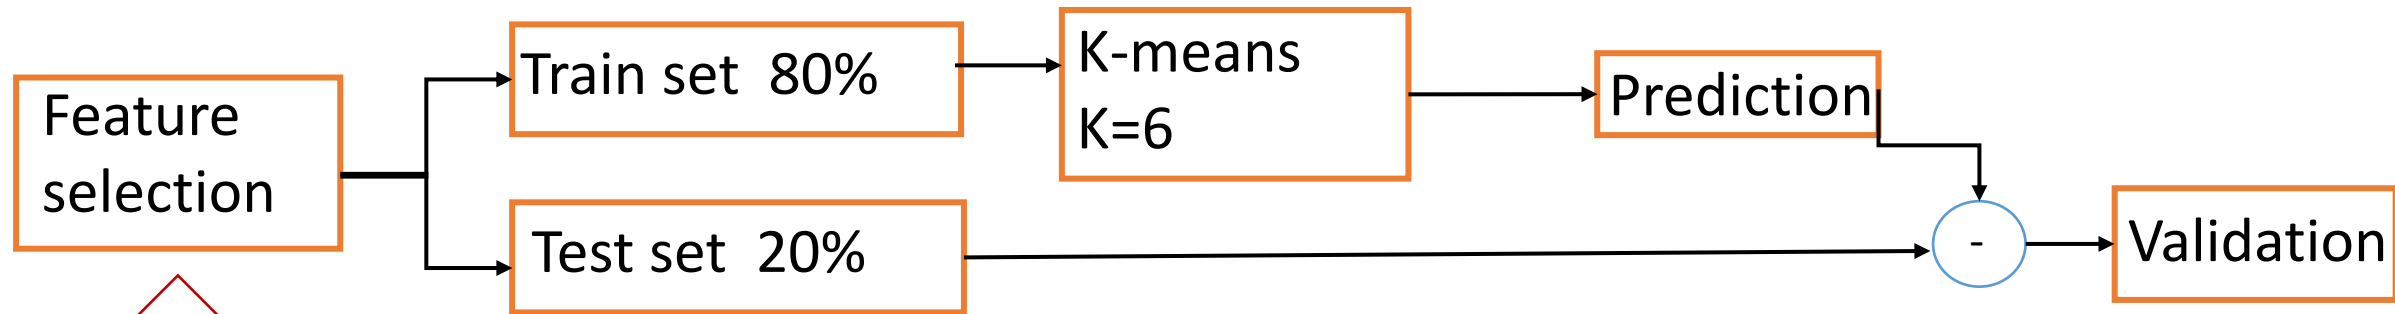 Feature
selection
Train set 80%
Test set 20%
K-means
K=6
Prediction
-
Validation